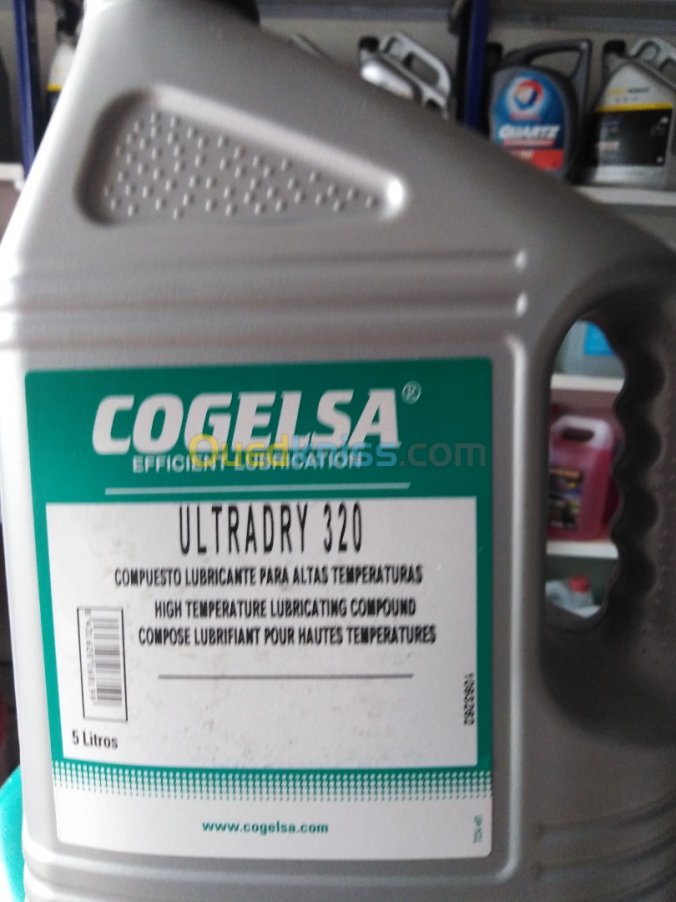 TOTAL
QUARTZ
COGELSA®
EFFICIENT LUBRICATION
Ouedkniss.com
ULTRADRY 320
COMPUESTO LUBRICANTE PARA ALTAS TEMPERATURAS
HIGH TEMPERATURE LUBRICATING COMPOUND
COMPOSE LUBRIFIANT POUR HAUTES TEMPERATURES
5 Litros
www.cogelsa.com